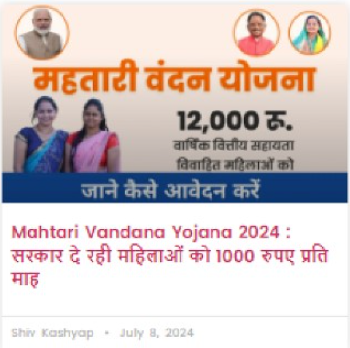 महतारी वंदन योजना
12,000 रू.
वार्षिक वित्तीय सहायता
विवाहित महिलाओं को
जाने कैसे आवेदन करें
Mahtari Vandana Yojana 2024 :
सरकार दे रही महिलाओं को 1000 रुपए प्रति
माह
Shiv Kashyap • July 8, 2024